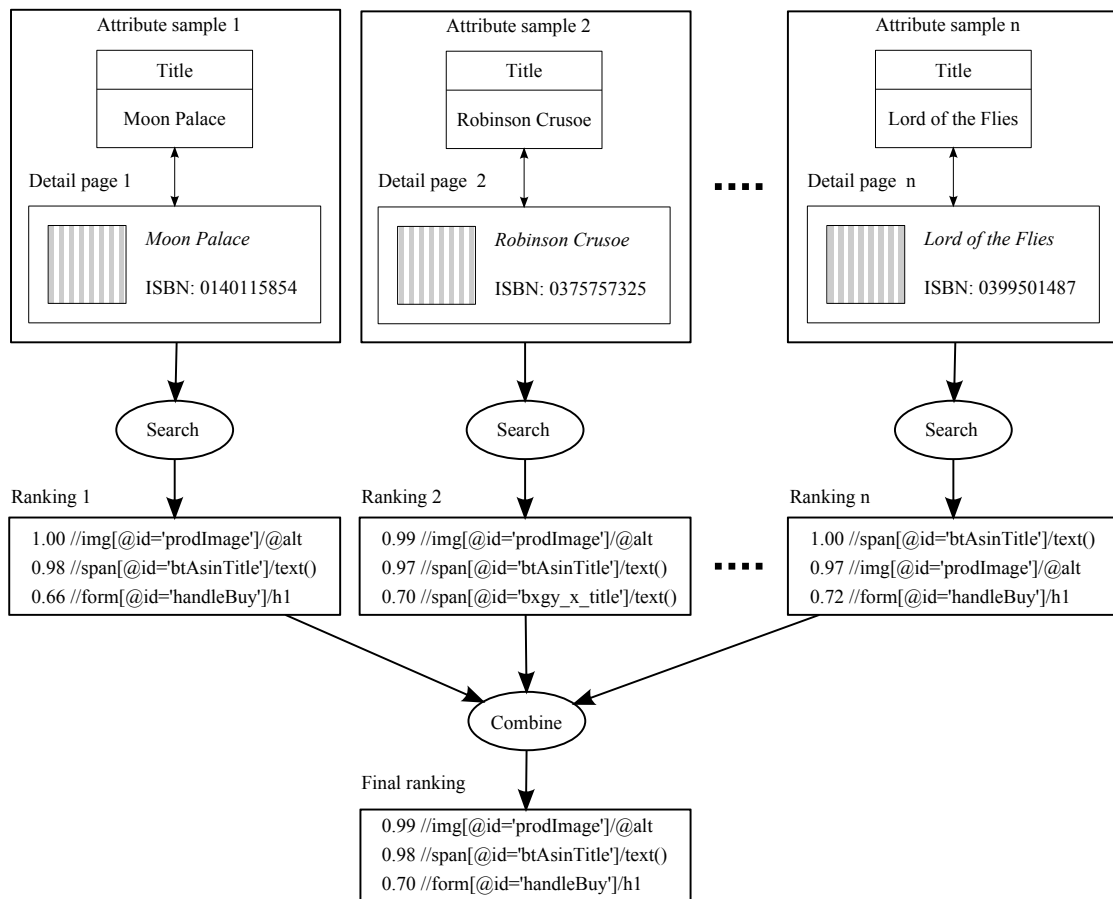 Attribute sample 1
Title
Moon Palace
Detail page 1
Moon Palace
ISBN: 0140115854
Search
Ranking 1
1.00 //img[@id='prodImage']/@alt
0.98 //span[@id='btAsinTitle']/text()
0.66 //form[@id='handleBuy']/h1
Attribute sample 2
Title
Robinson Crusoe
Detail page 2
Robinson Crusoe
ISBN: 0375757325
Search
Ranking 2
0.99 //img[@id='prodImage']/@alt
0.97 //span[@id='btAsinTitle']/text()
0.70 //span[@id='bxgy_x_title']/text()
Attribute sample n
Title
Lord of the Flies
Detail page n
Lord of the Flies
ISBN: 0399501487
Search
Ranking n
1.00 //span[@id='btAsinTitle']/text()
0.97 //img[@id='prodImage']/@alt
0.72 //form[@id='handleBuy']/h1
Combine
Final ranking
0.99 //img[@id='prodImage']/@alt
0.98 //span[@id='btAsinTitle']/text()
0.70 //form[@id='handleBuy']/h1